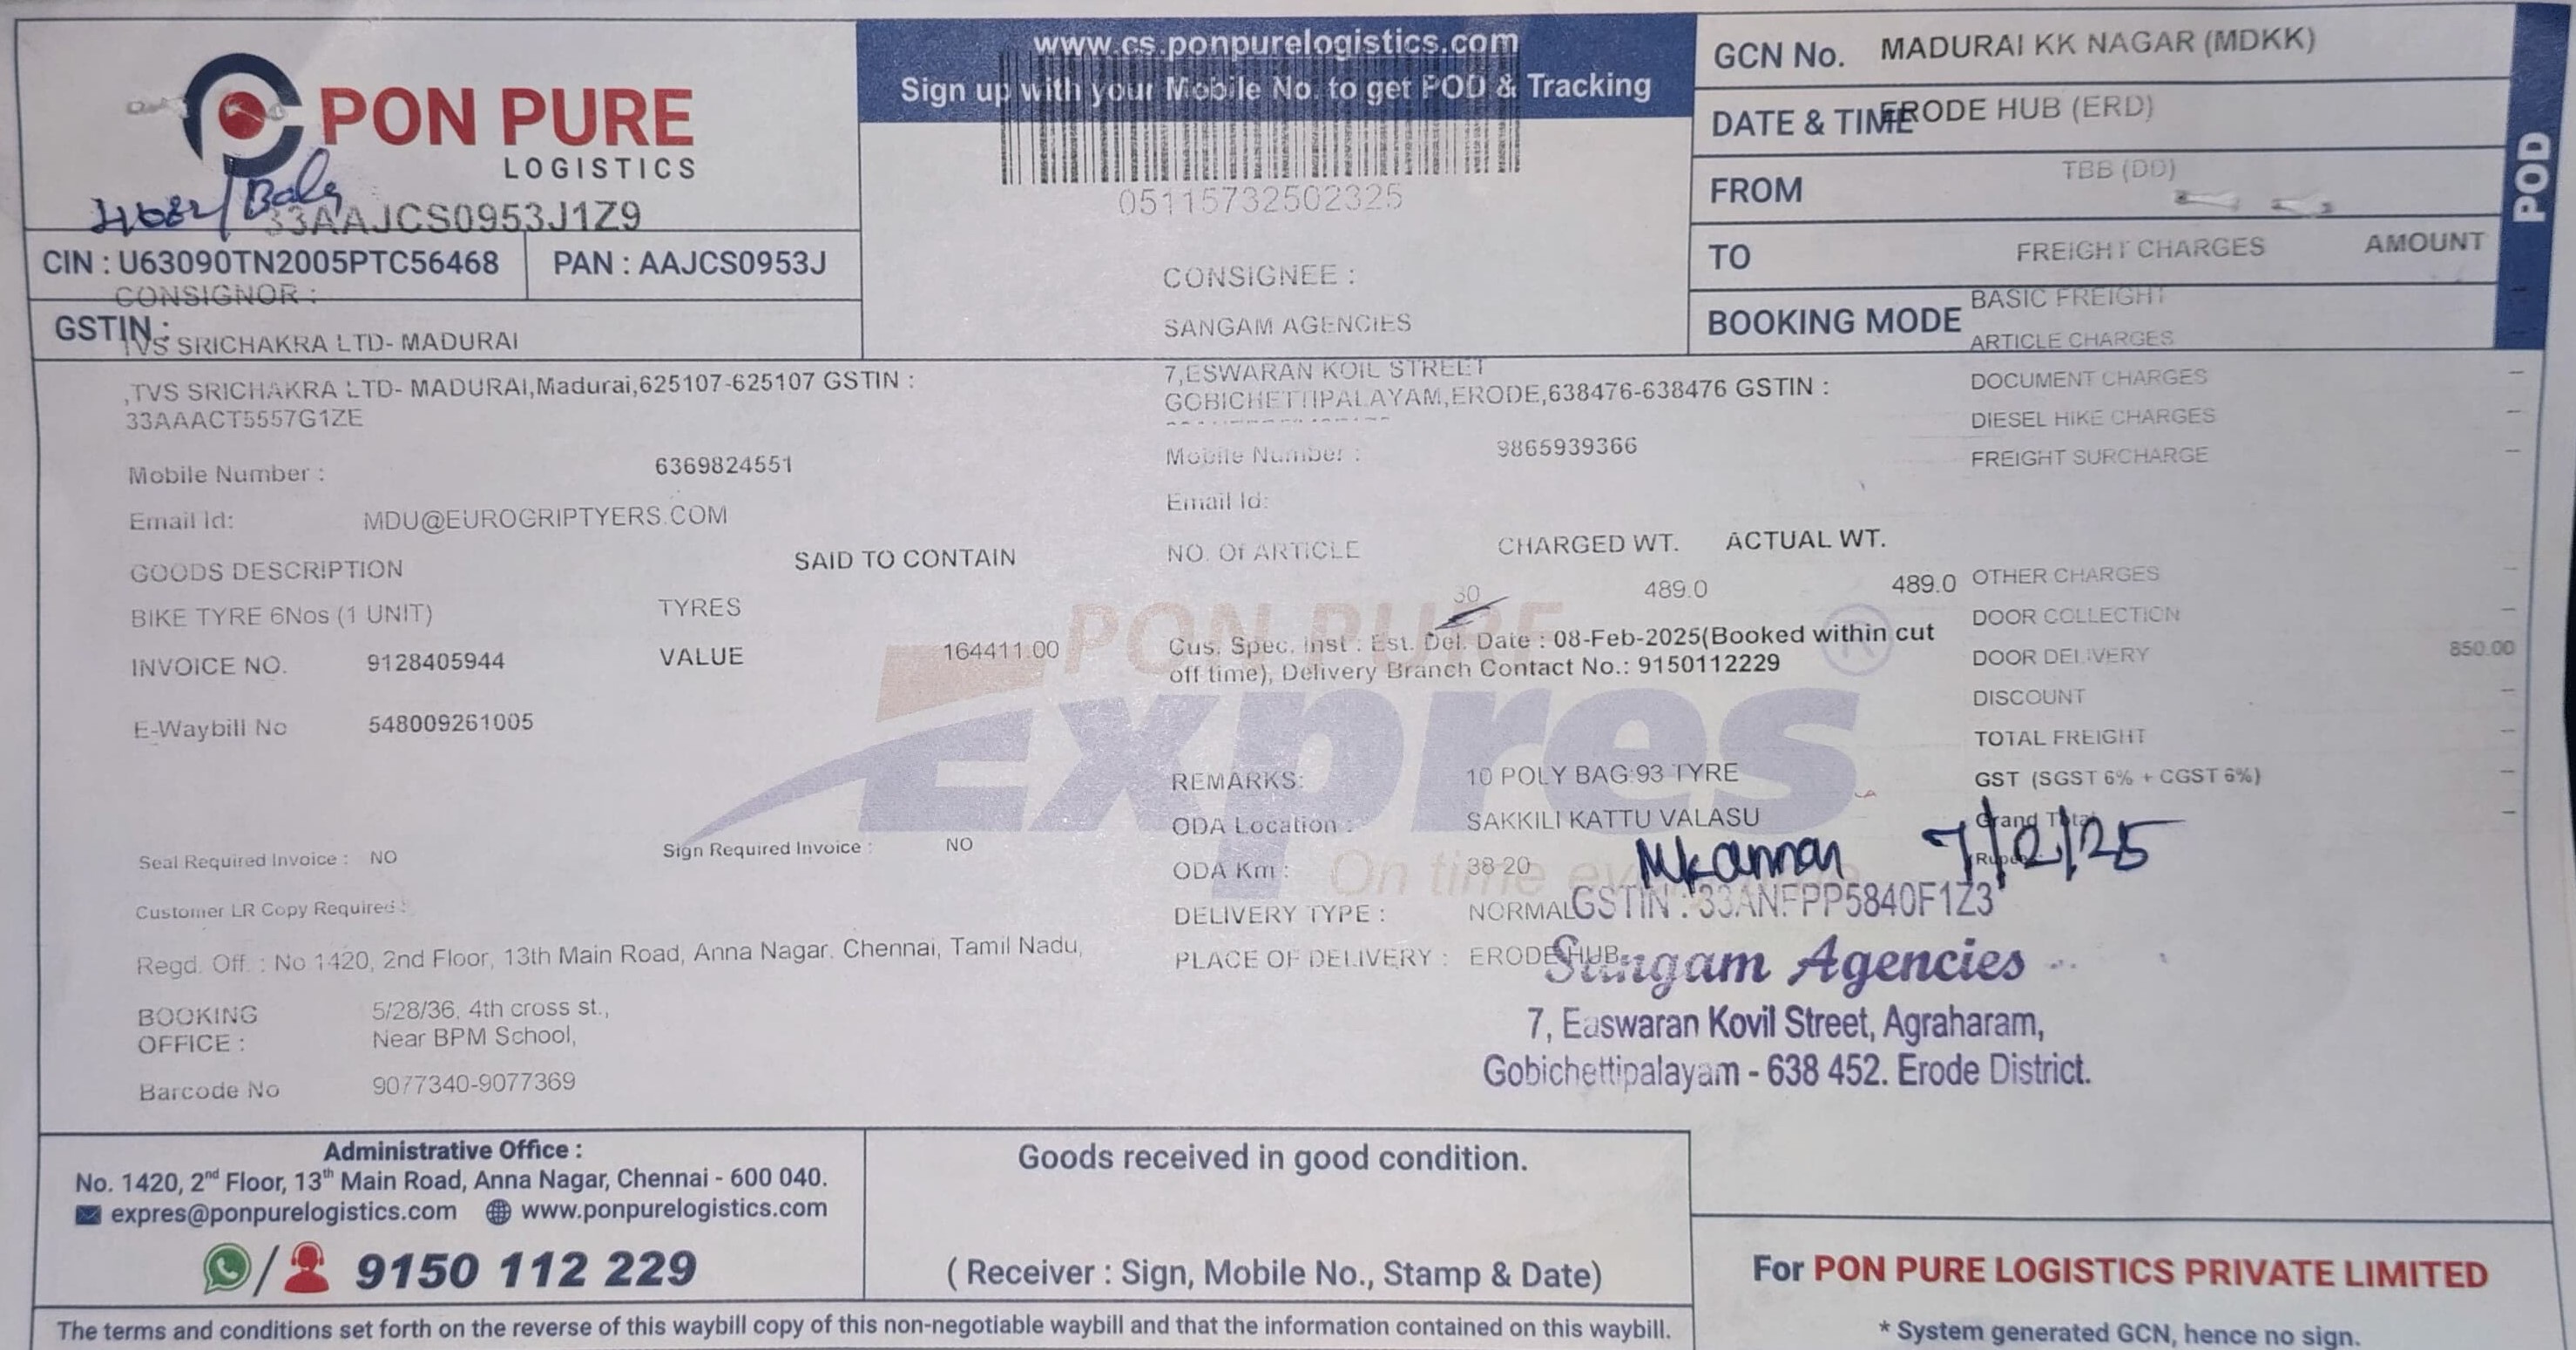 PON PURE
LOGISTICS
33AAJCS0953J1Z9
CIN : U63090TN2005PTC56468
PAN : AAJCS0953J
GSTIN :
www.cs.ponpurelogistics.com
Sign up with your Mobile No. to get POD & Tracking
05115732502325
GCN No. MADURAI KK NAGAR (MDKK)
DATE & TIME ERODE HUB (ERD)
FROM TBB (DD)
TO FREIGHT CHARGES AMOUNT
BOOKING MODE
POD
CONSIGNOR :
TVS SRICHAKRA LTD- MADURAI
,TVS SRICHAKRA LTD- MADURAI,Madurai,625107-625107 GSTIN :
33AAACT5557G1ZE
Mobile Number : 6369824551
Email Id: MDU@EUROGRIPTYERS.COM
GOODS DESCRIPTION SAID TO CONTAIN
BIKE TYRE 6Nos (1 UNIT) TYRES
INVOICE NO. 9128405944 VALUE 164411.00
E-Waybill No 548009261005
Seal Required Invoice : NO Sign Required Invoice : NO
Customer LR Copy Required :
Regd. Off. : No 1420, 2nd Floor, 13th Main Road, Anna Nagar, Chennai, Tamil Nadu,
BOOKING OFFICE : 5/28/36, 4th cross st.,
Near BPM School,
Barcode No 9077340-9077369
CONSIGNEE :
SANGAM AGENCIES
7,ESWARAN KOIL STREET
GOBICHETTIPALAYAM,ERODE,638476-638476 GSTIN :
Mobile Number : 9865939366
Email Id:
NO. Of ARTICLE CHARGED WT. ACTUAL WT.
30 489.0 489.0
Cus. Spec. Inst : Est. Del. Date : 08-Feb-2025(Booked within cut
off time), Delivery Branch Contact No.: 9150112229
PON PURE
Expres
On time
REMARKS: 10 POLY BAG:93 TYRE
ODA Location : SAKKILI KATTU VALASU
ODA Km : 38.20
DELIVERY TYPE : NORMAL
PLACE OF DELIVERY : ERODE HUB
BASIC FREIGHT
ARTICLE CHARGES
DOCUMENT CHARGES
DIESEL HIKE CHARGES
FREIGHT SURCHARGE
OTHER CHARGES
DOOR COLLECTION
DOOR DELIVERY 850.00
DISCOUNT
TOTAL FREIGHT
GST (SGST 6% + CGST 6%)
Grand Total
7/2/25
GSTIN : 33ANFPP5840F1Z3
Sangam Agencies
7, Easwaran Kovil Street, Agraharam,
Gobichettipalayam - 638 452. Erode District.
Administrative Office :
No. 1420, 2nd Floor, 13th Main Road, Anna Nagar, Chennai - 600 040.
expres@ponpurelogistics.com www.ponpurelogistics.com
9150 112 229
Goods received in good condition.
( Receiver : Sign, Mobile No., Stamp & Date)
For PON PURE LOGISTICS PRIVATE LIMITED
The terms and conditions set forth on the reverse of this waybill copy of this non-negotiable waybill and that the information contained on this waybill.
* System generated GCN, hence no sign.